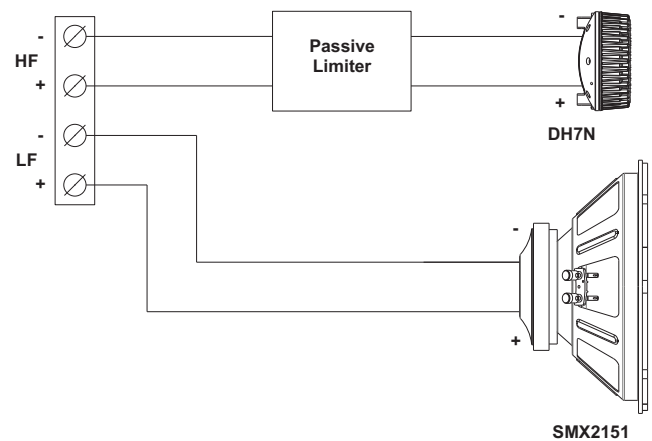 -
HF
+
-
LF
+
Passive
Limiter
-
+
DH7N
-
+
SMX2151